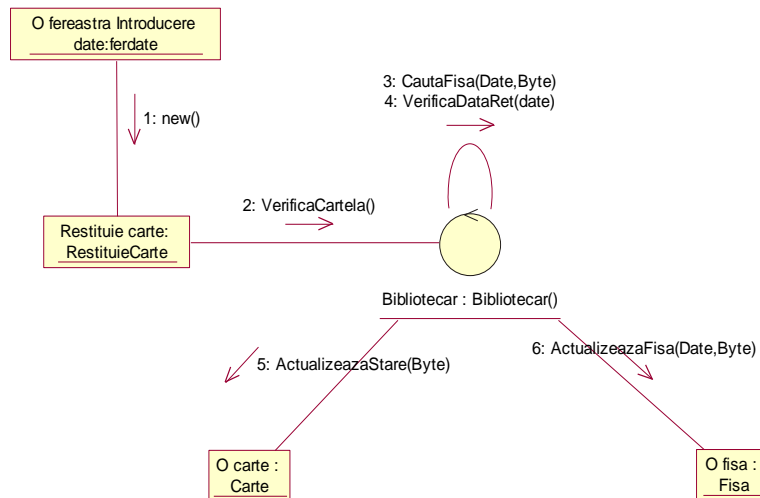 O fereastra Introducere
date:ferdate
3: CautaFisa(Date,Byte)
4: VerificaDataRet(date)
1: new()
2: VerificaCartela()
Restituie carte:
RestituieCarte
Bibliotecar : Bibliotecar()
5: ActualizeazaStare(Byte)
6: ActualizeazaFisa(Date,Byte)
O carte :
Carte
O fisa :
Fisa